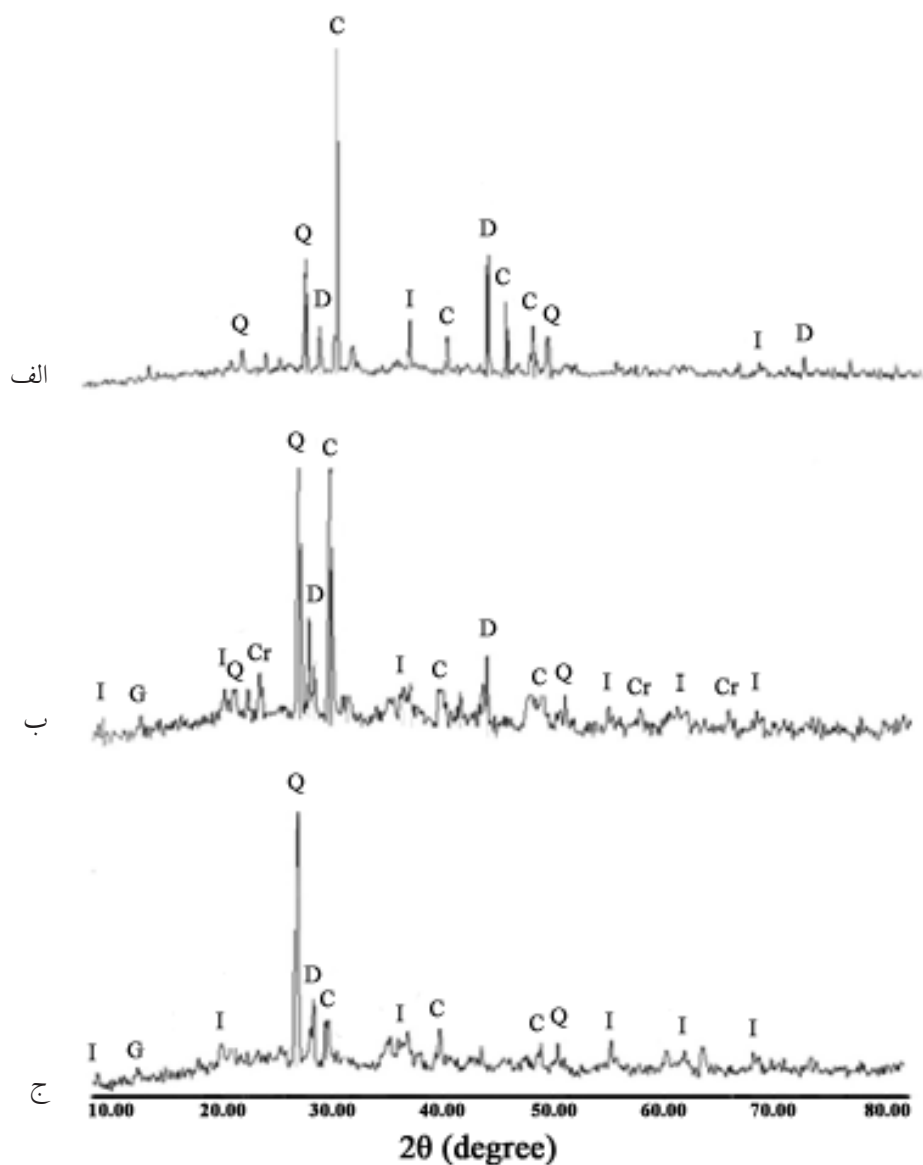 C
Q D Q D I C C C Q I D
الف
Q C
I G I Q Cr D I C D C Q I Cr I Cr I
ب
Q
I G I D C I C C Q I I I
ج
10.00 20.00 30.00 40.00 50.00 60.00 70.00 80.00
2θ (degree)